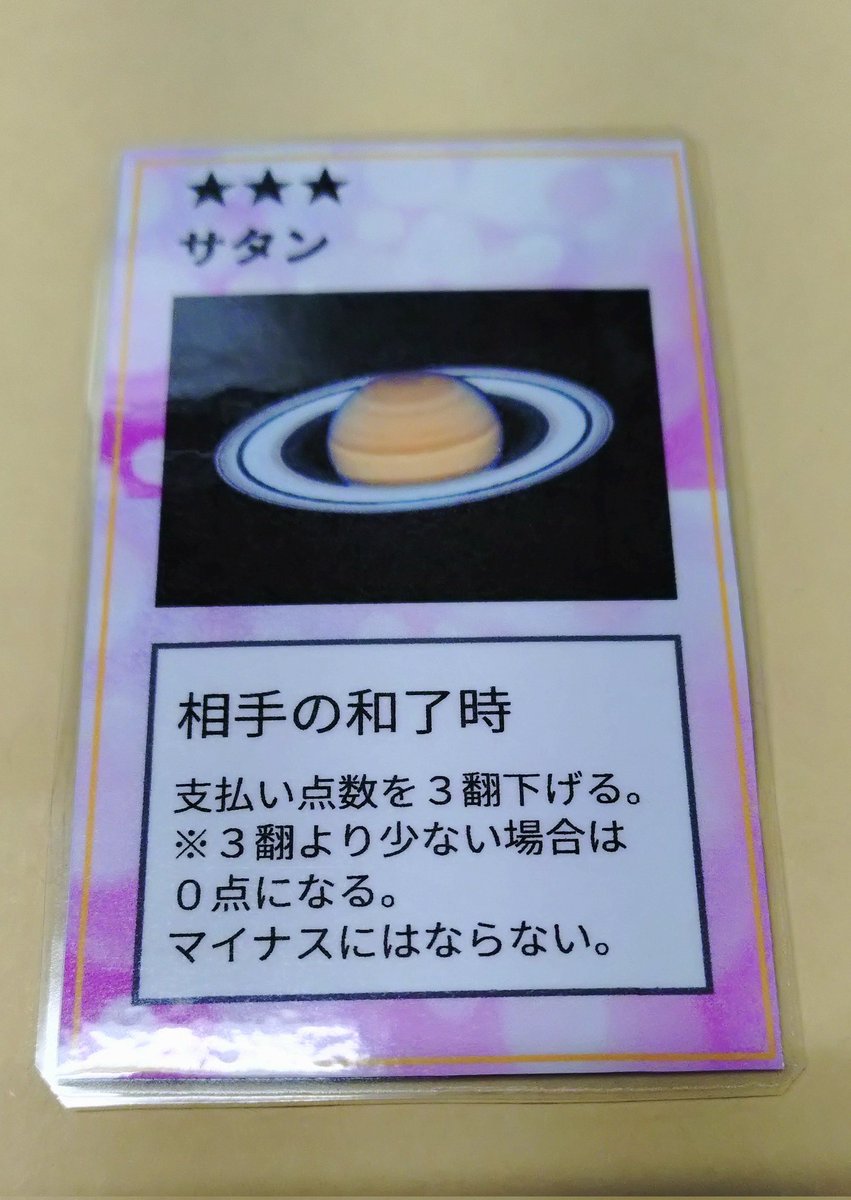 ★★★
サタン
相手の和了時
支払い点数を３翻下げる。
※３翻より少ない場合は
０点になる。
マイナスにはならない。